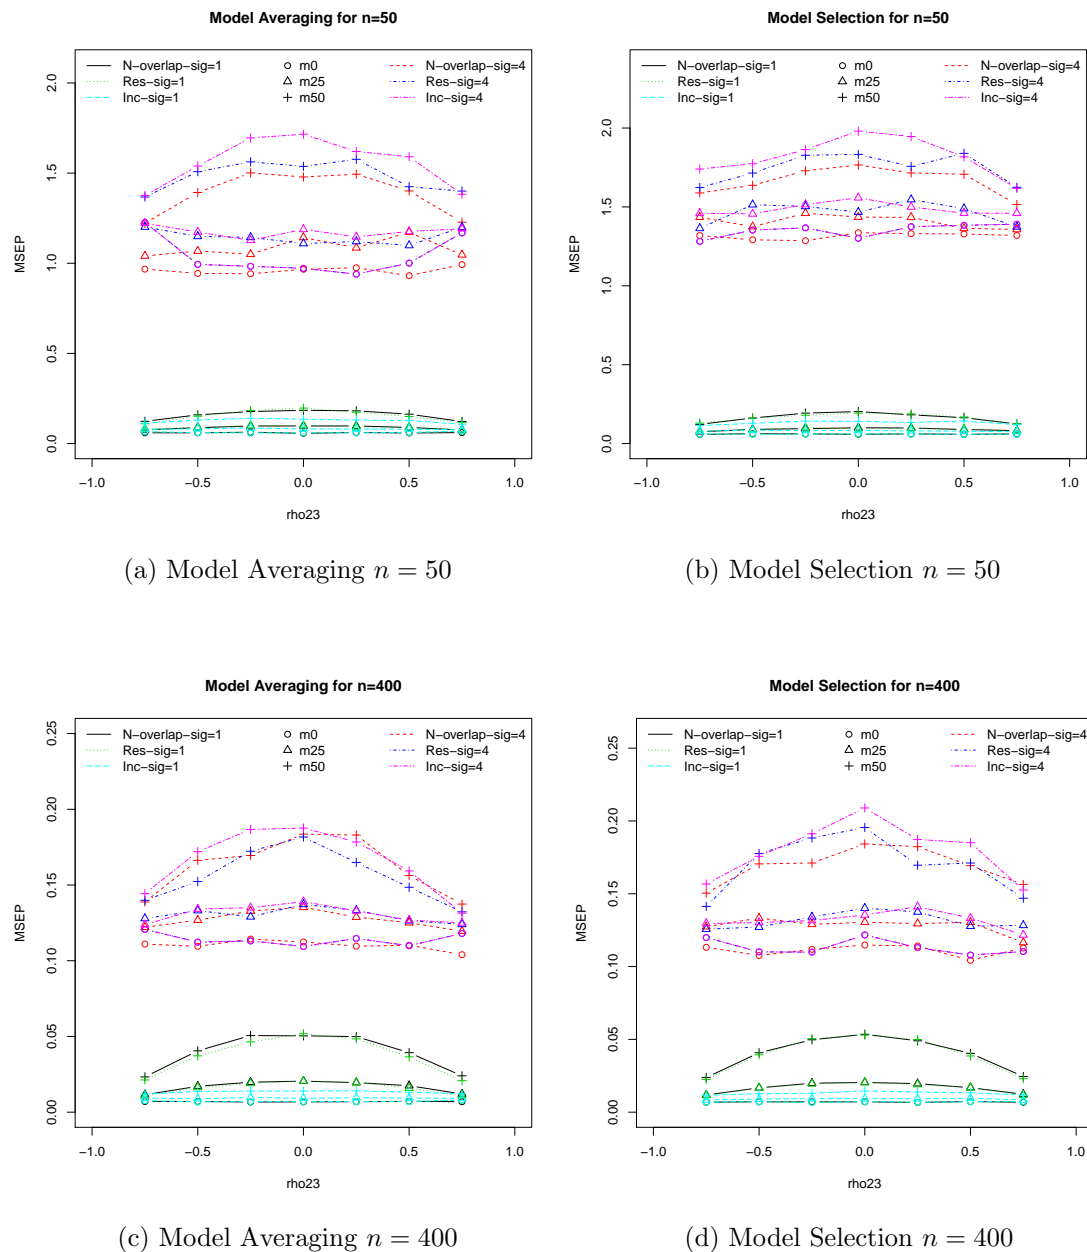 Model Averaging for n=50
N−overlap−sig=1 m0 N−overlap−sig=4
Res−sig=1 m25 Res−sig=4
Inc−sig=1 m50 Inc−sig=4
2.0
1.5
1.0
0.5
0.0
MSEP
−1.0 −0.5 0.0 0.5 1.0
rho23
(a) Model Averaging n = 50
Model Selection for n=50
N−overlap−sig=1 m0 N−overlap−sig=4
Res−sig=1 m25 Res−sig=4
Inc−sig=1 m50 Inc−sig=4
2.0
1.5
1.0
0.5
0.0
MSEP
−1.0 −0.5 0.0 0.5 1.0
rho23
(b) Model Selection n = 50
Model Averaging for n=400
N−overlap−sig=1 m0 N−overlap−sig=4
Res−sig=1 m25 Res−sig=4
Inc−sig=1 m50 Inc−sig=4
0.25
0.20
0.15
0.10
0.05
0.00
MSEP
−1.0 −0.5 0.0 0.5 1.0
rho23
(c) Model Averaging n = 400
Model Selection for n=400
N−overlap−sig=1 m0 N−overlap−sig=4
Res−sig=1 m25 Res−sig=4
Inc−sig=1 m50 Inc−sig=4
0.25
0.20
0.15
0.10
0.05
0.00
MSEP
−1.0 −0.5 0.0 0.5 1.0
rho23
(d) Model Selection n = 400